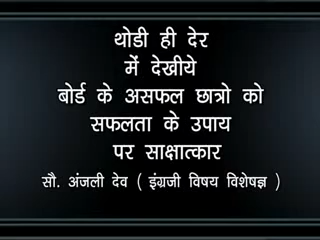 थोडी ही देर
में देखीये
बोर्ड के असफल छात्रो को
सफलता के उपाय
पर साक्षात्कार
सौ. अंजली देव ( इंग्रजी विषय विशेषज्ञ )